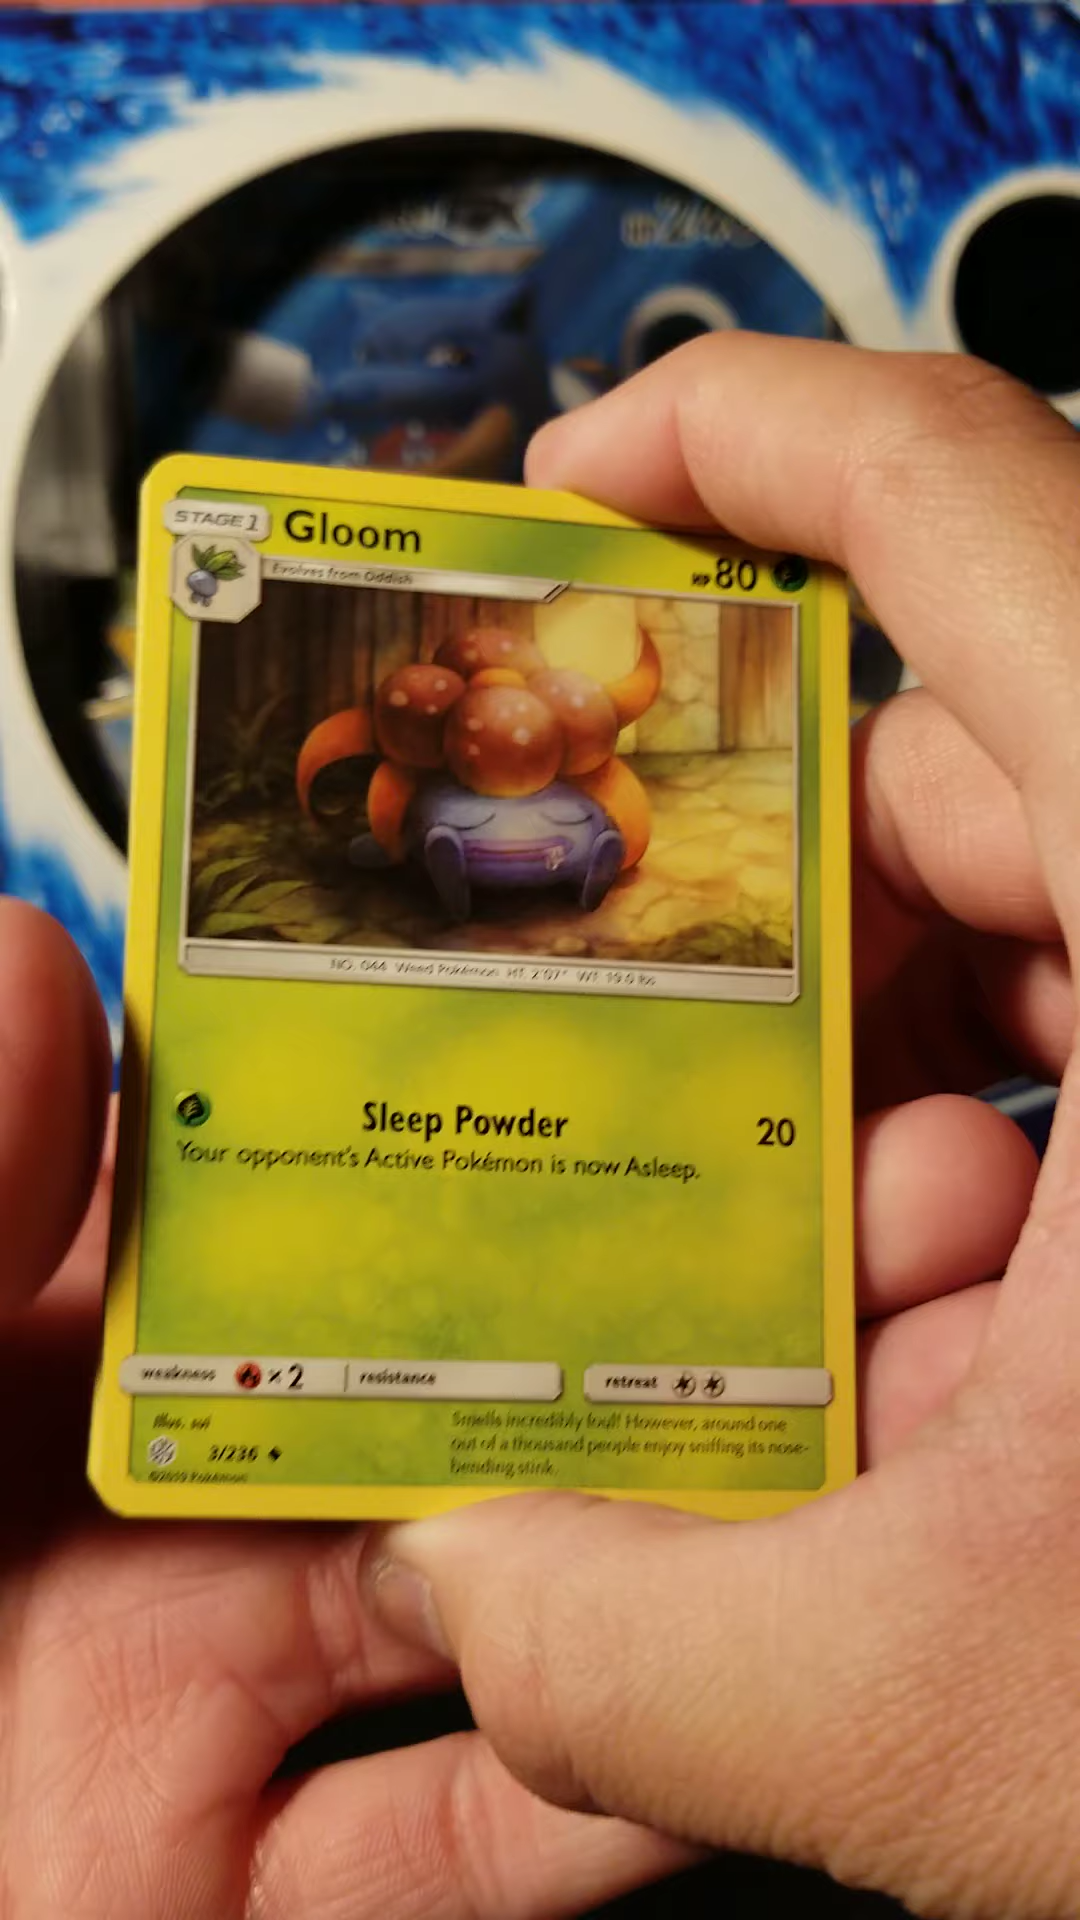 STAGE 1 Gloom
HP 80
Evolves from Oddish
NO. 044 Weed Pokémon HT: 2'07" WT: 19.0 lbs
Sleep Powder 20
Your opponent's Active Pokémon is now Asleep.
weakness ×2 resistance
retreat
Illus. sui
3/236
©2019 Pokémon
Smells incredibly foul! However, around one
out of a thousand people enjoy sniffing its nose-
bending stink.